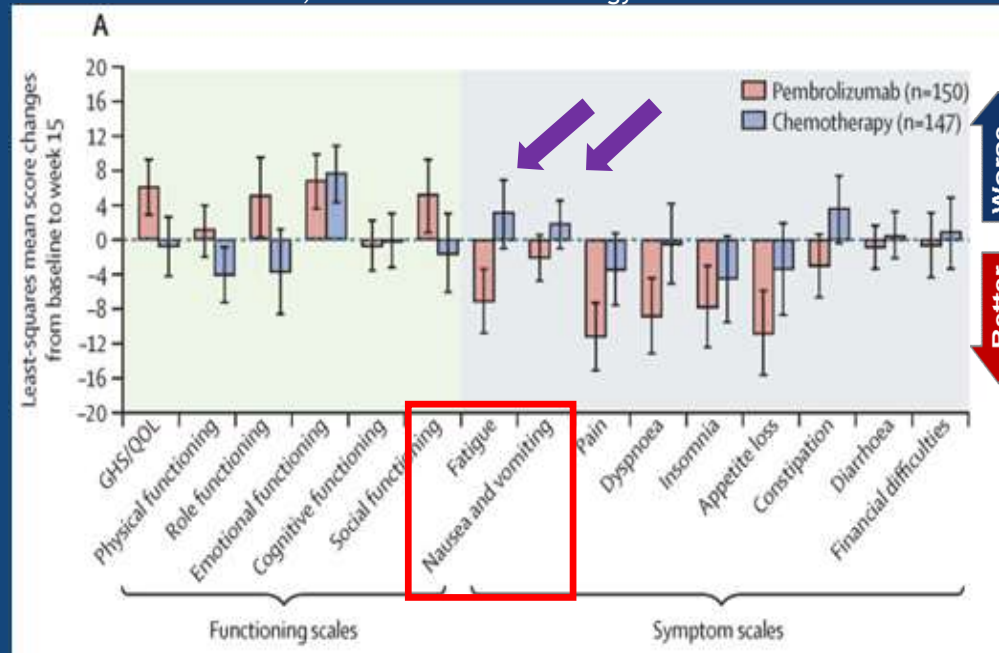 A
Least-squares mean score changes
from baseline to week 15
20
16
12
8
4
0
−4
−8
−12
−16
−20
Pembrolizumab (n=150)
Chemotherapy (n=147)
Better
GHS/QOL
Physical functioning
Role functioning
Emotional functioning
Cognitive functioning
Social functioning
Fatigue
Nausea and vomiting
Pain
Dyspnoea
Insomnia
Appetite loss
Constipation
Diarrhoea
Financial difficulties
Functioning scales
Symptom scales